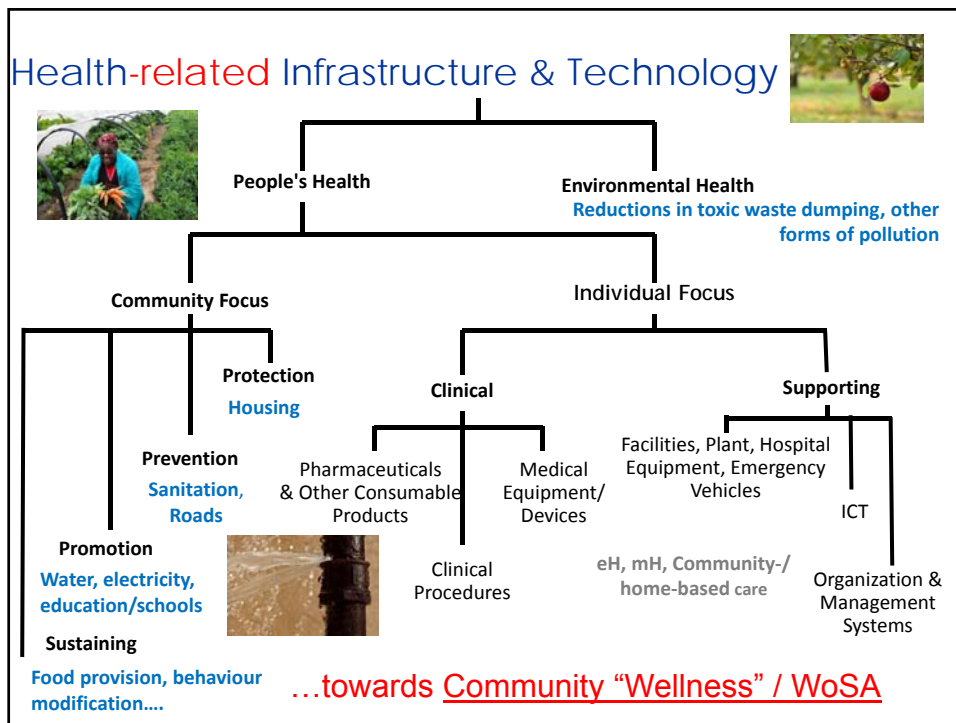 Health-related Infrastructure & Technology
People's Health
Environmental Health
Reductions in toxic waste dumping, other
forms of pollution
Community Focus
Individual Focus
Protection
Housing
Clinical
Supporting
Prevention
Sanitation,
Roads
Pharmaceuticals
& Other Consumable
Products
Medical
Equipment/
Devices
Facilities, Plant, Hospital
Equipment, Emergency
Vehicles
ICT
Promotion
Water, electricity,
education/schools
Clinical
Procedures
eH, mH, Community-/
home-based care
Organization &
Management
Systems
Sustaining
Food provision, behaviour
modification....
...towards Community “Wellness” / WoSA